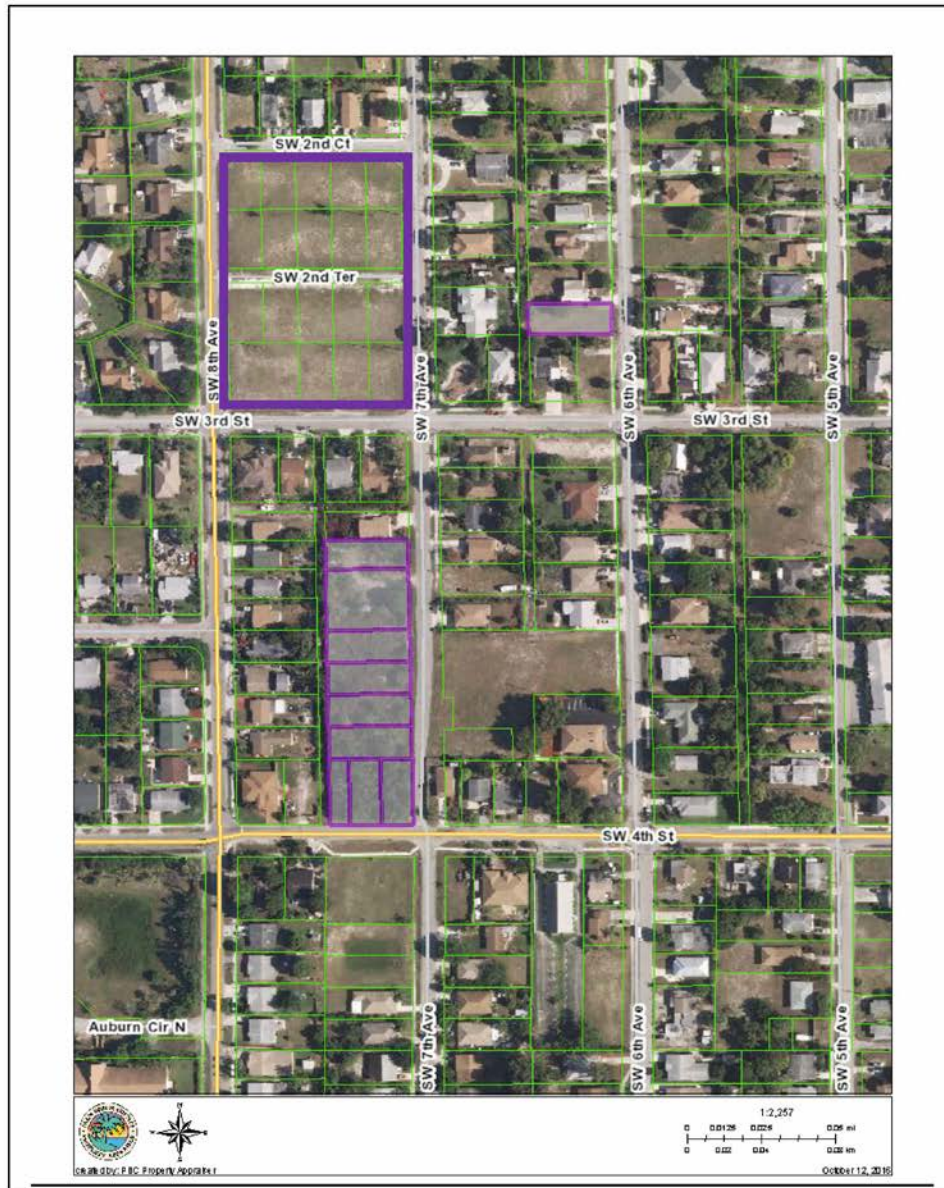 SW 2nd Ct
SW 2nd Ter
SW 8th Ave
SW 7th Ave
SW 6th Ave
SW 5th Ave
SW 3rd St
SW 3rd St
SW 4th St
Auburn Cir N
SW 7th Ave
SW 6th Ave
SW 5th Ave
1:2,257
0 0.0125 0.025 0.05 mi
0 0.02 0.04 0.08 km
created by: PBC Property Appraiser
October 12, 2016